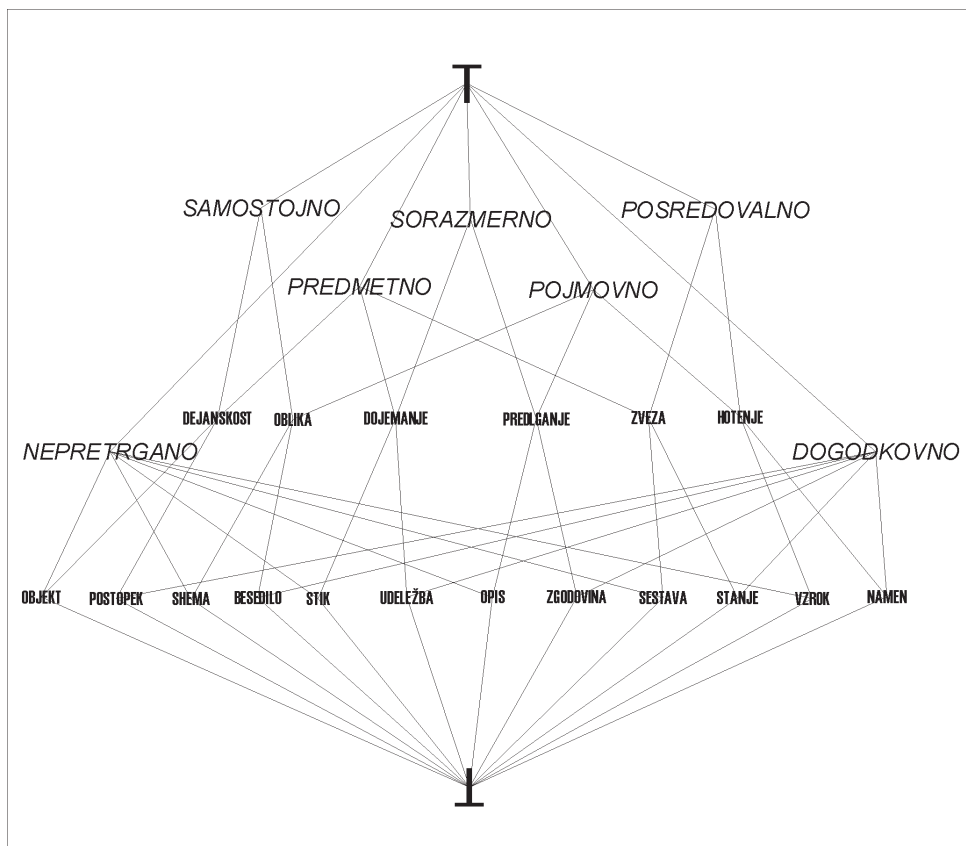 ⊤
SAMOSTOJNO SORAZMERNO POSREDOVALNO
PREDMETNO POJMOVNO
DEJANSKOST OBLIKA DOJEMANJE PREDLGANJE ZVEZA HOTENJE
NEPRETRGANO DOGODKOVNO
OBJEKT POSTOPEK SHEMA BESEDILO STIK UDELEŽBA OPIS ZGODOVINA SESTAVA STANJE VZROK NAMEN
⊥